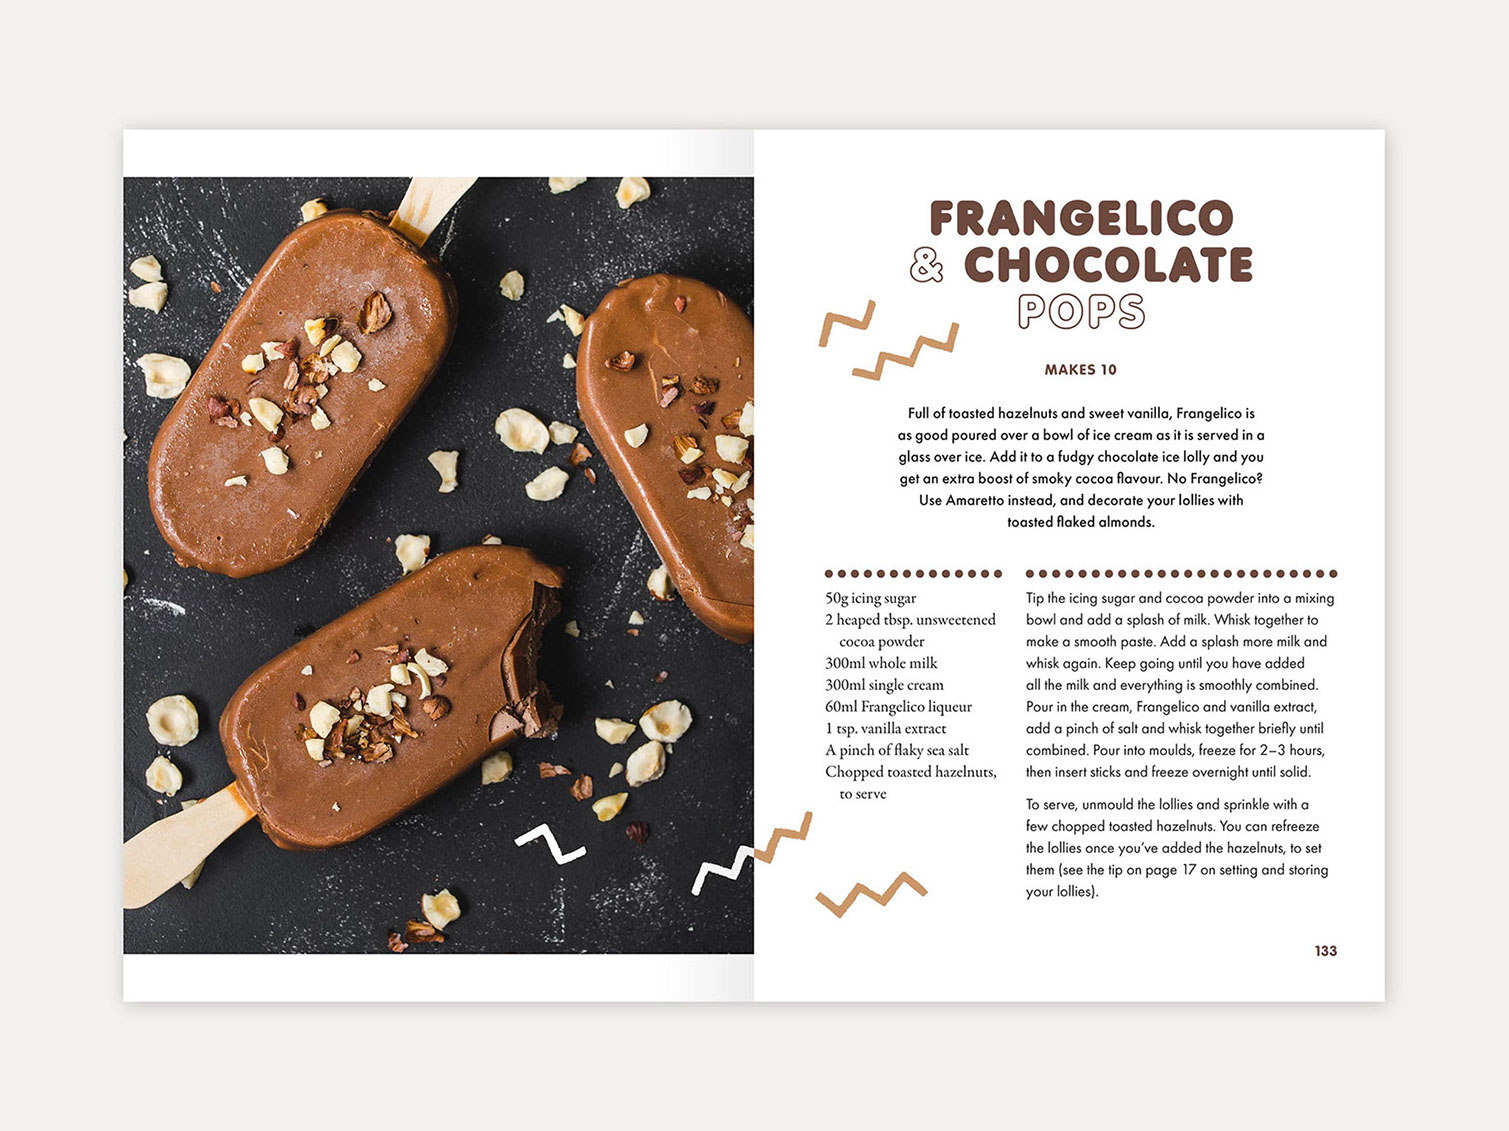 FRANGELICO
& CHOCOLATE
POPS
MAKES 10
Full of toasted hazelnuts and sweet vanilla, Frangelico is
as good poured over a bowl of ice cream as it is served in a
glass over ice. Add it to a fudgy chocolate ice lolly and you
get an extra boost of smoky cocoa flavour. No Frangelico?
Use Amaretto instead, and decorate your lollies with
toasted flaked almonds.
50g icing sugar
2 heaped tbsp. unsweetened
cocoa powder
300ml whole milk
300ml single cream
60ml Frangelico liqueur
1 tsp. vanilla extract
A pinch of flaky sea salt
Chopped toasted hazelnuts,
to serve
Tip the icing sugar and cocoa powder into a mixing
bowl and add a splash of milk. Whisk together to
make a smooth paste. Add a splash more milk and
whisk again. Keep going until you have added
all the milk and everything is smoothly combined.
Pour in the cream, Frangelico and vanilla extract,
add a pinch of salt and whisk together briefly until
combined. Pour into moulds, freeze for 2–3 hours,
then insert sticks and freeze overnight until solid.
To serve, unmould the lollies and sprinkle with a
few chopped toasted hazelnuts. You can refreeze
the lollies once you've added the hazelnuts, to set
them (see the tip on page 17 on setting and storing
your lollies).
133